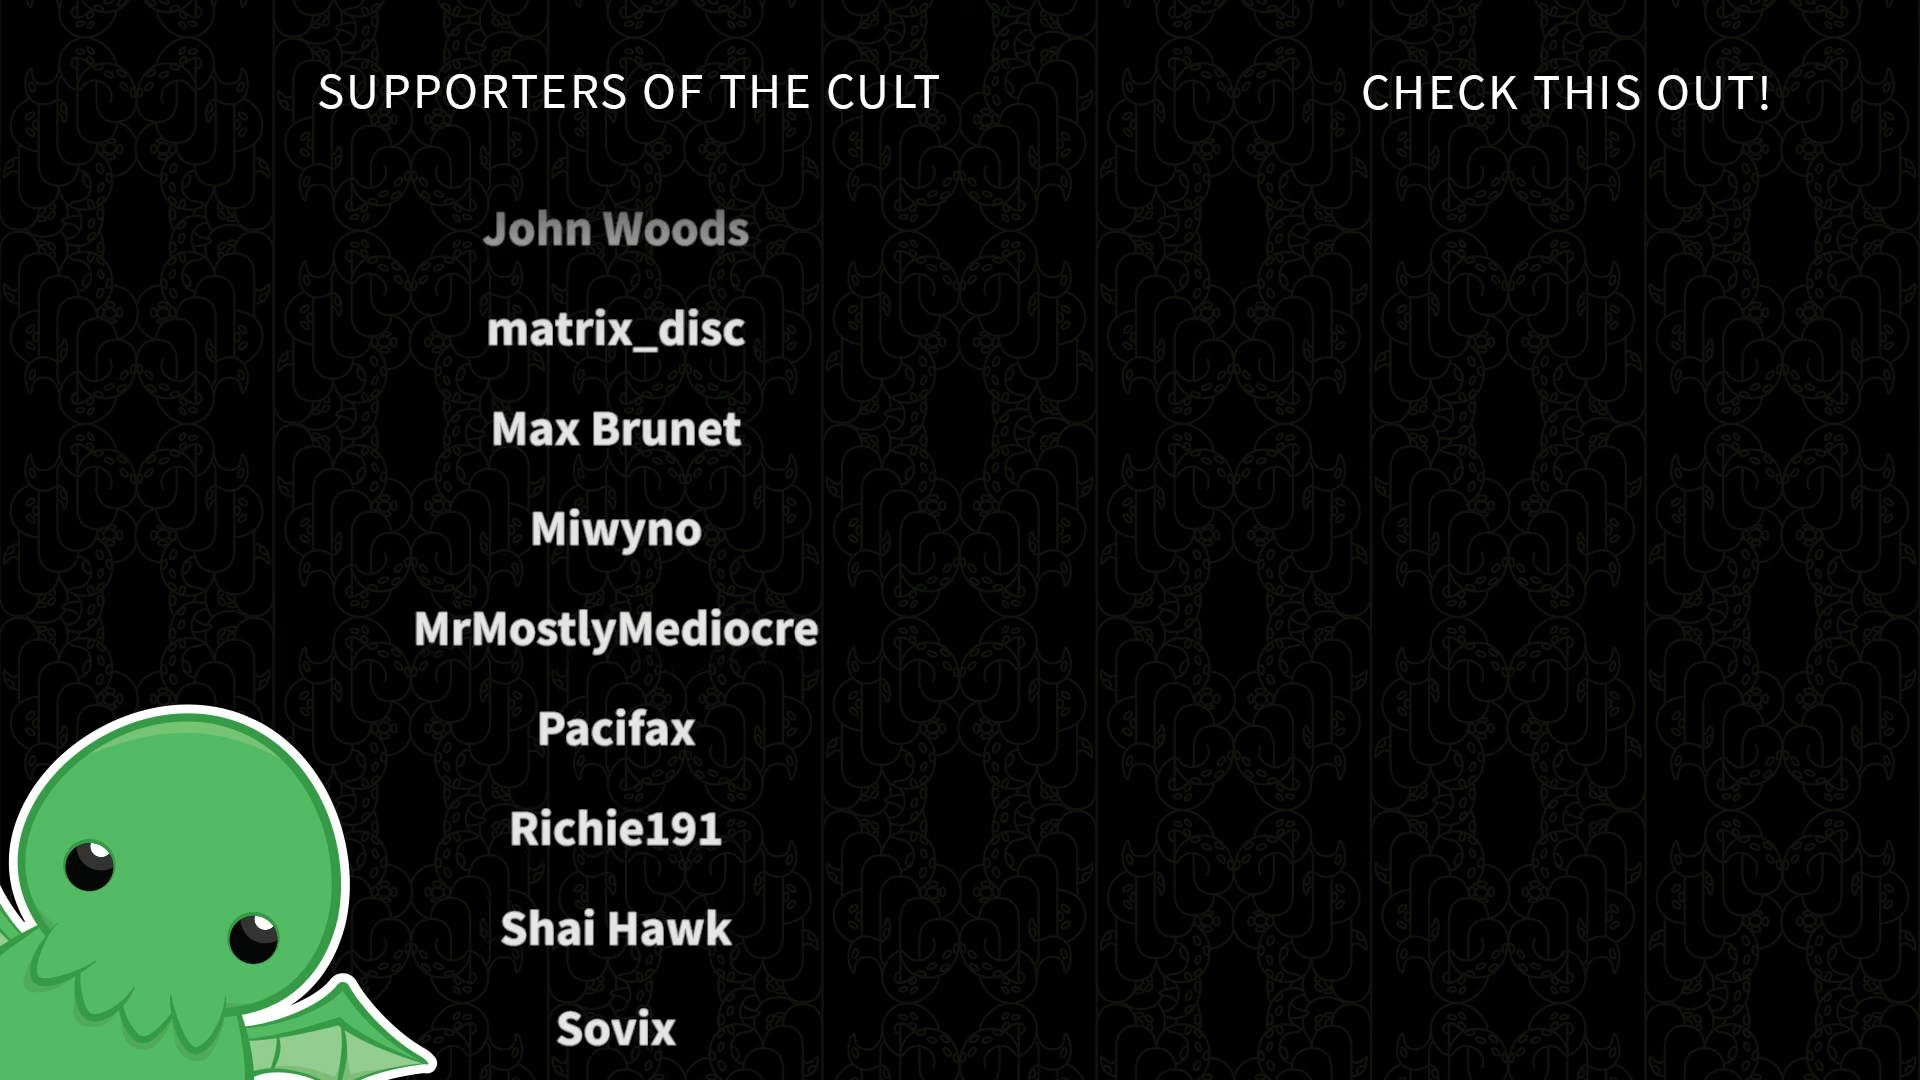 SUPPORTERS OF THE CULT
John Woods
matrix_disc
Max Brunet
Miwyno
MrMostlyMediocre
Pacifax
Richie191
Shai Hawk
Sovix
CHECK THIS OUT!